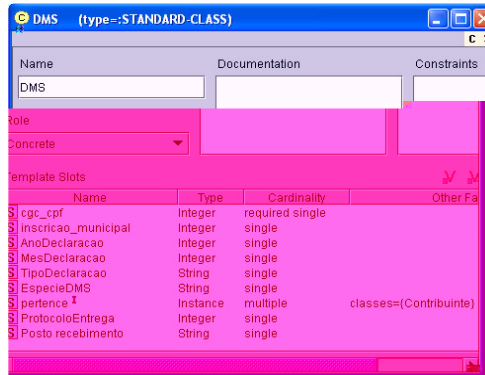 DMS (type=:STANDARD-CLASS)
C
Name Documentation Constraints
DMS
Role
Concrete
Template Slots
Name Type Cardinality Other Fa
S cgc_cpf Integer required single
S inscricao_municipal Integer single
S AnoDeclaracao Integer single
S MesDeclaracao Integer single
S TipoDeclaracao String single
S EspecieDMS String single
S pertence I Instance multiple classes={Contribuinte}
S ProtocoloEntrega Integer single
S Posto recebimento String single